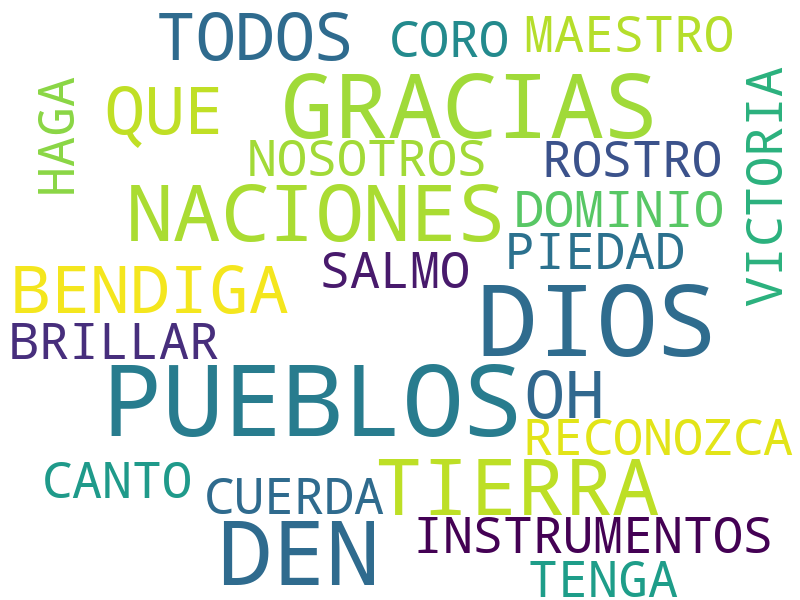 TODOS
CORO
MAESTRO
HAGA
QUE
GRACIAS
VICTORIA
NOSOTROS
ROSTRO
NACIONES
DOMINIO
PIEDAD
SALMO
BENDIGA
DIOS
BRILLAR
PUEBLOS
OH
RECONOZCA
CANTO
CUERDA
TIERRA
DEN
INSTRUMENTOS
TENGA